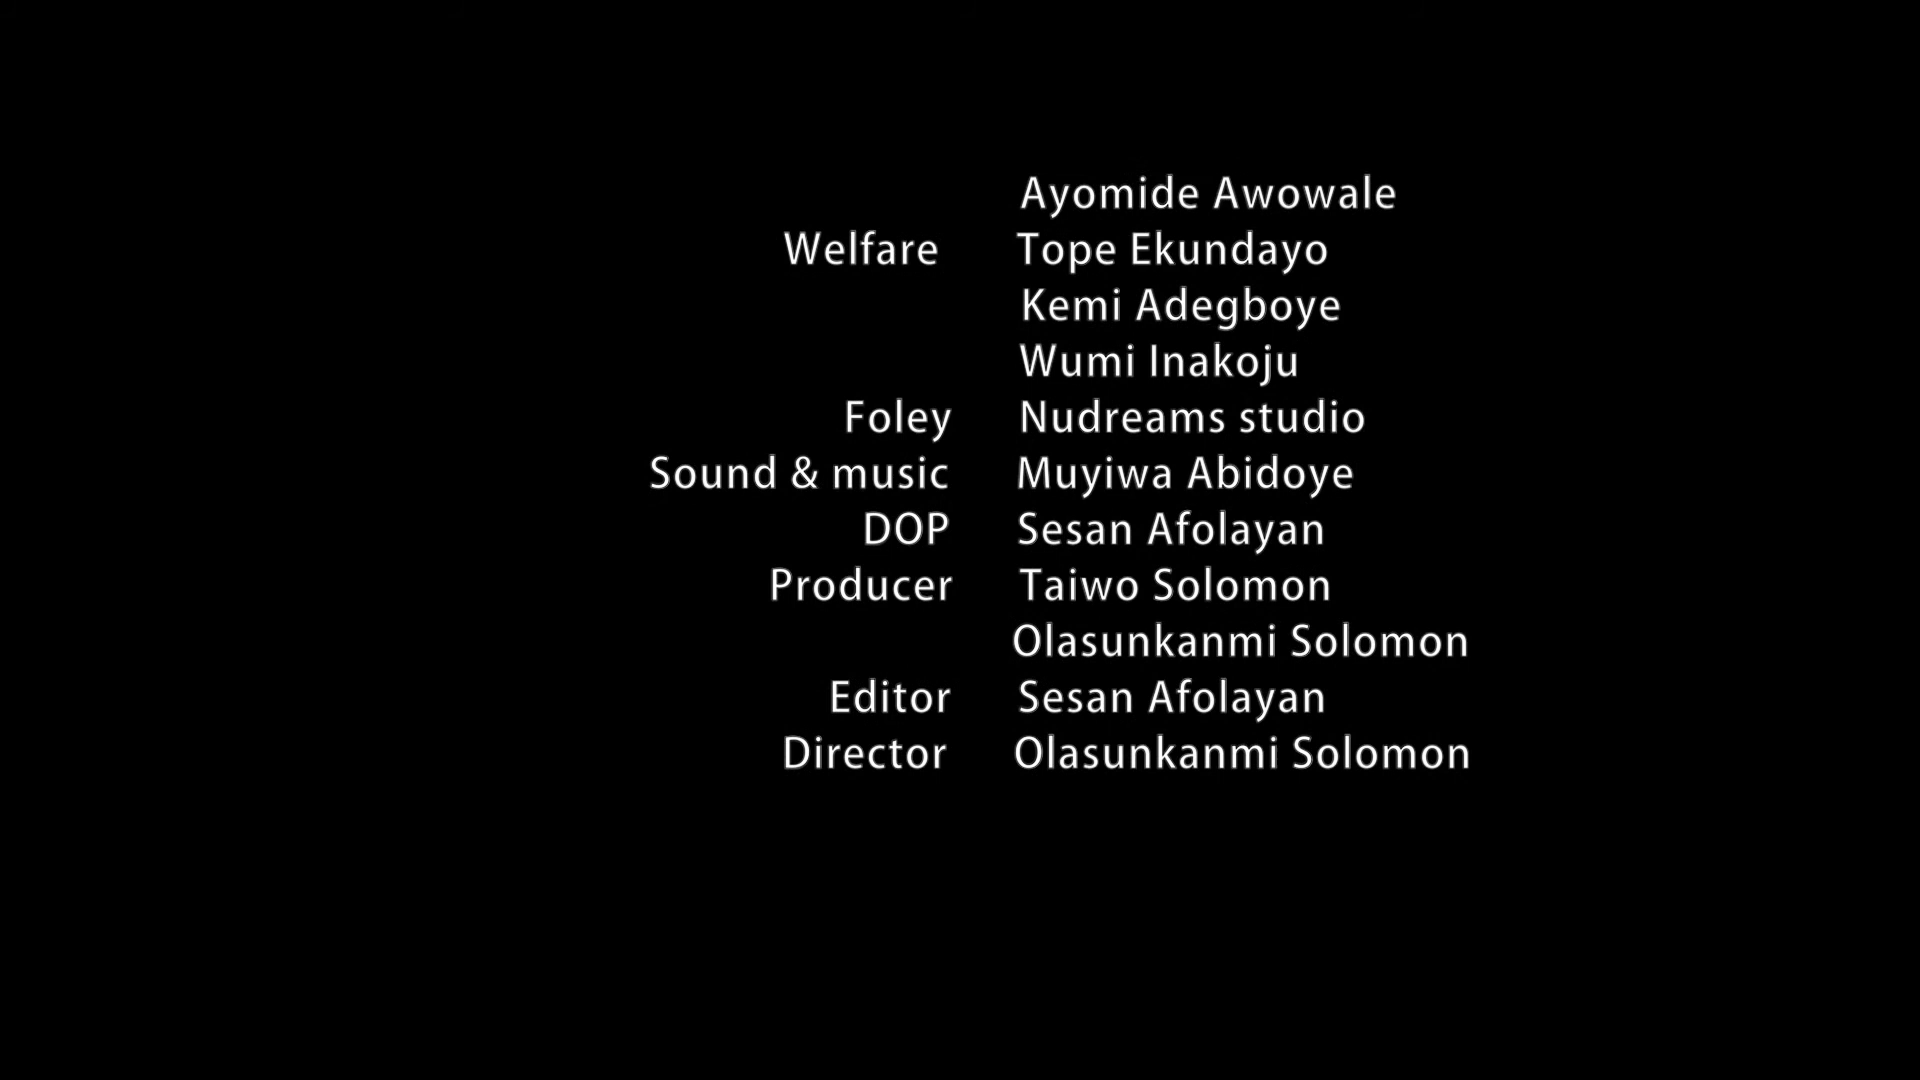 Ayomide Awowale
Welfare Tope Ekundayo
Kemi Adegboye
Wumi Inakoju
Foley Nudreams studio
Sound & music Muyiwa Abidoye
DOP Sesan Afolayan
Producer Taiwo Solomon
Olasunkanmi Solomon
Editor Sesan Afolayan
Director Olasunkanmi Solomon